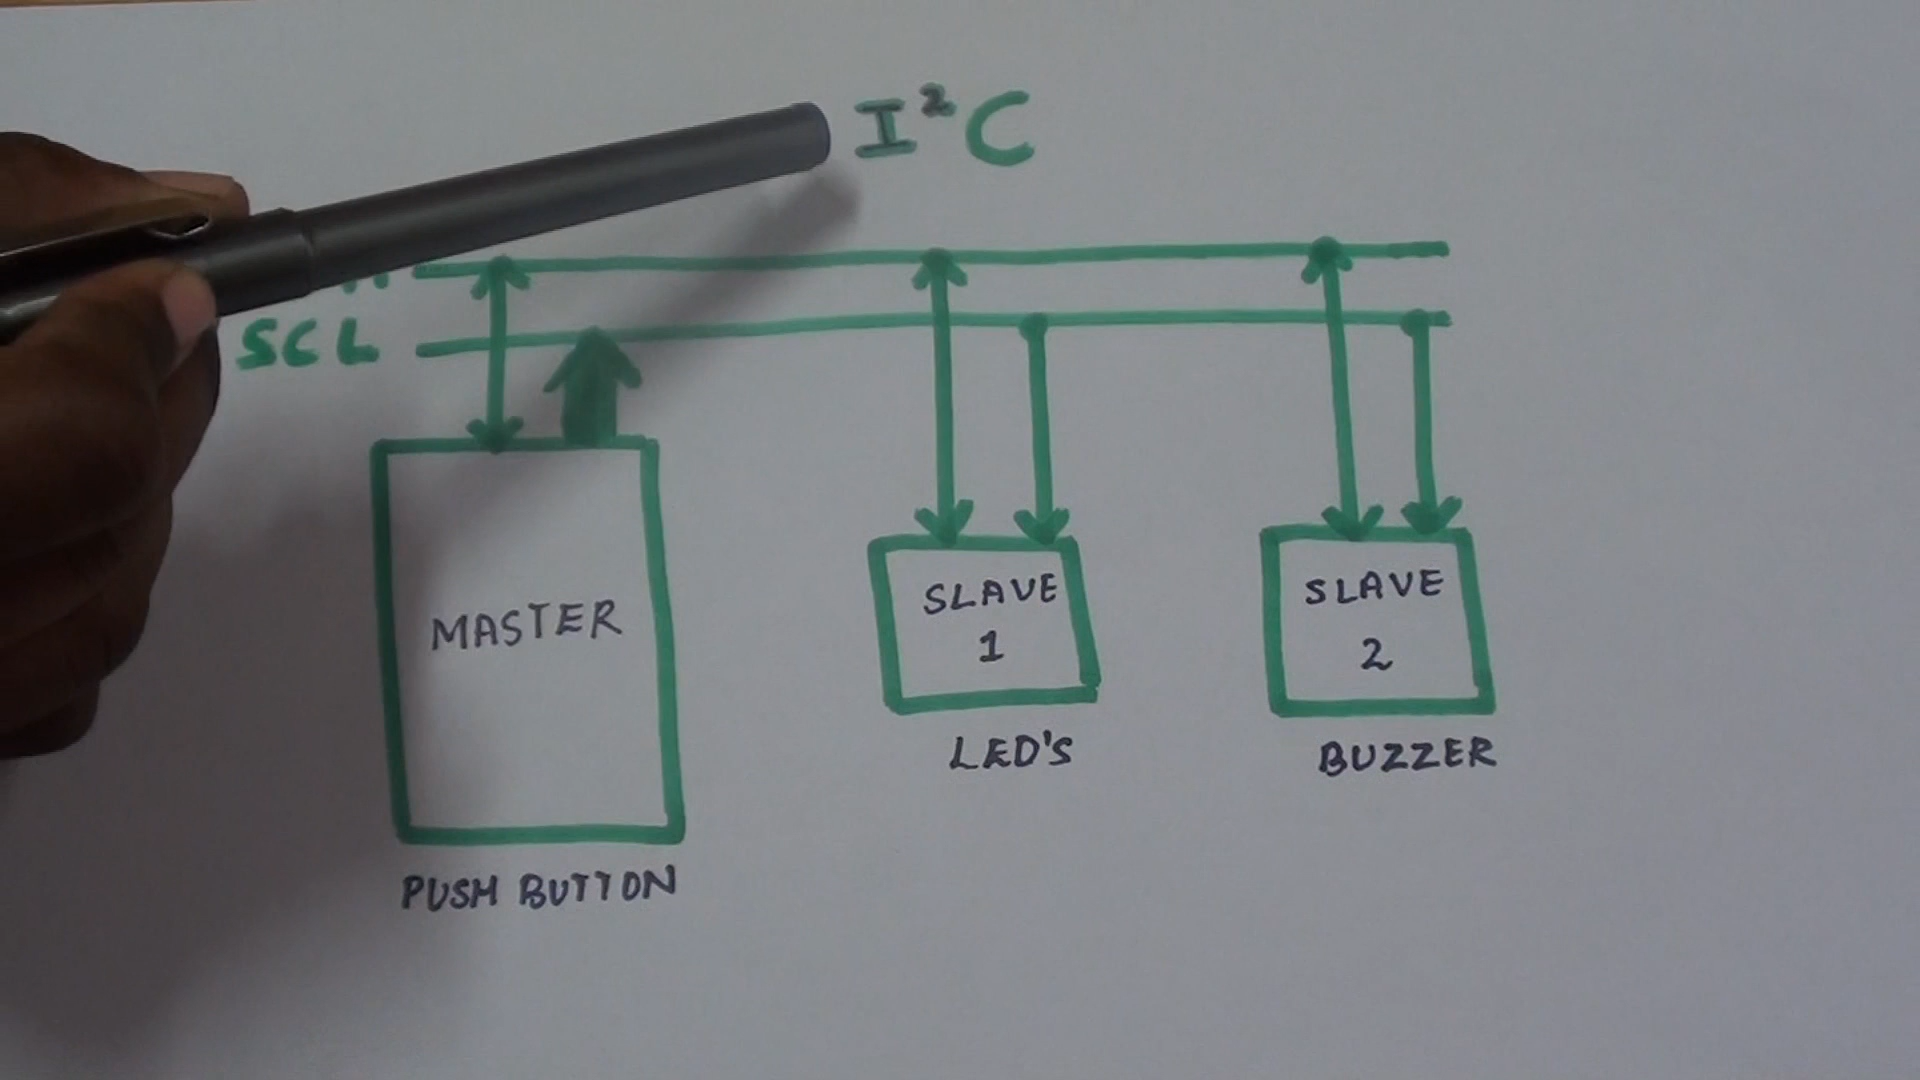 I²C
SCL
MASTER
SLAVE
1
SLAVE
2
LED'S
BUZZER
PUSH BUTTON